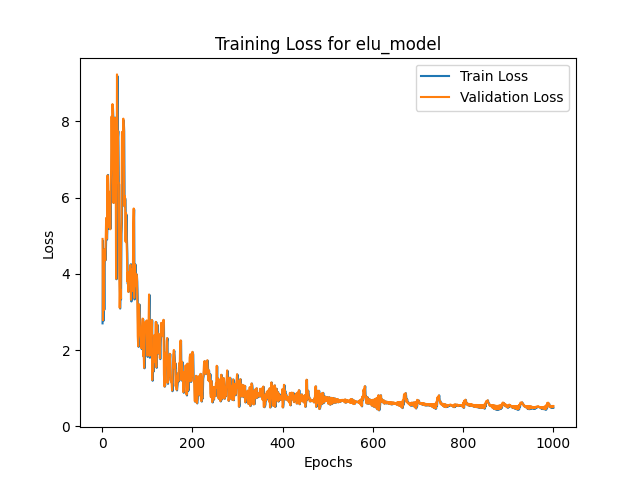 Training Loss for elu_model
Train Loss
Validation Loss
Loss
8
6
4
2
0
0 200 400 600 800 1000
Epochs